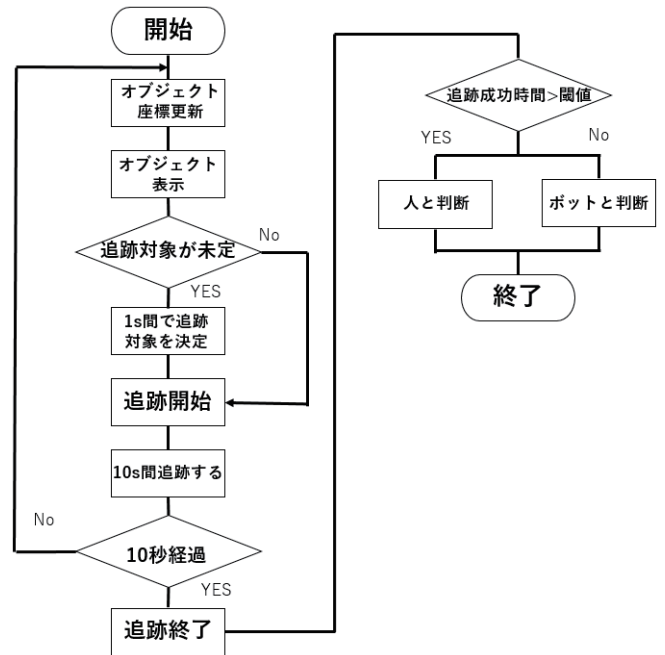 開始
オブジェクト
座標更新
オブジェクト
表示
追跡対象が未定
No
YES
1s間で追跡
対象を決定
追跡開始
10s間追跡する
No
10秒経過
YES
追跡終了
追跡成功時間>閾値
YES
No
人と判断
ボットと判断
終了